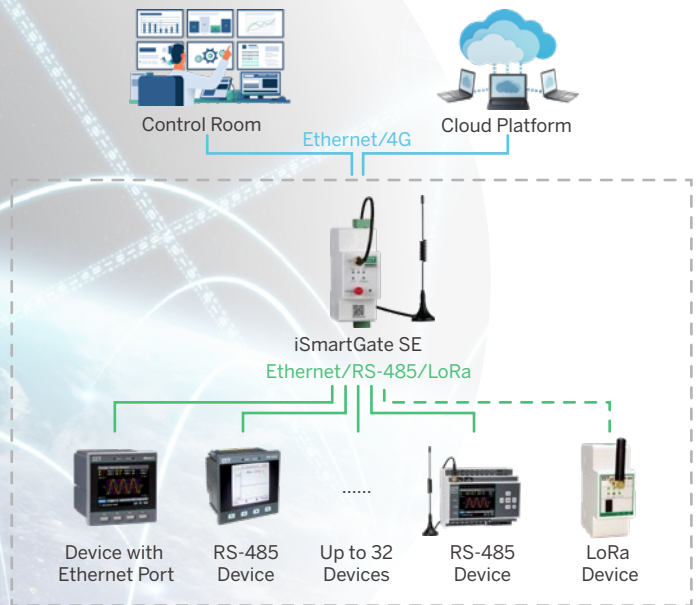 Control Room
Cloud Platform
Ethernet/4G
iSmartGate SE
Ethernet/RS-485/LoRa
......
Device with
Ethernet Port
RS-485
Device
Up to 32
Devices
RS-485
Device
LoRa
Device